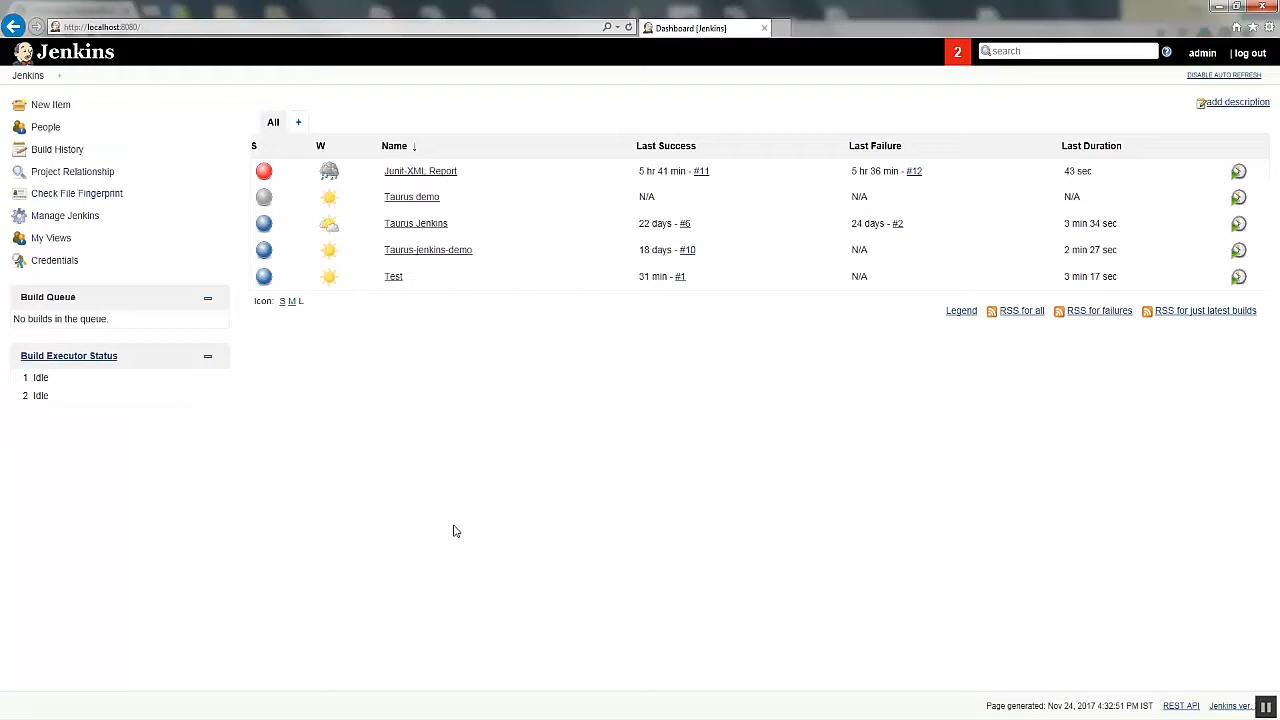 http://localhost:8080/
Dashboard [Jenkins]
Jenkins
2
search
admin
| log out
Jenkins
DISABLE AUTO REFRESH
New Item
People
Build History
Project Relationship
Check File Fingerprint
Manage Jenkins
My Views
Credentials
Build Queue
No builds in the queue.
Build Executor Status
1 Idle
2 Idle
add description
All +
S W Name ↓ Last Success Last Failure Last Duration
Junit-XML Report 5 hr 41 min - #11 5 hr 36 min - #12 43 sec
Taurus demo N/A N/A N/A
Taurus Jenkins 22 days - #6 24 days - #2 3 min 34 sec
Taurus-jenkins-demo 18 days - #10 N/A 2 min 27 sec
Test 31 min - #1 N/A 3 min 17 sec
Icon: S M L
Legend RSS for all RSS for failures RSS for just latest builds
Page generated: Nov 24, 2017 4:32:51 PM IST REST API Jenkins ver.